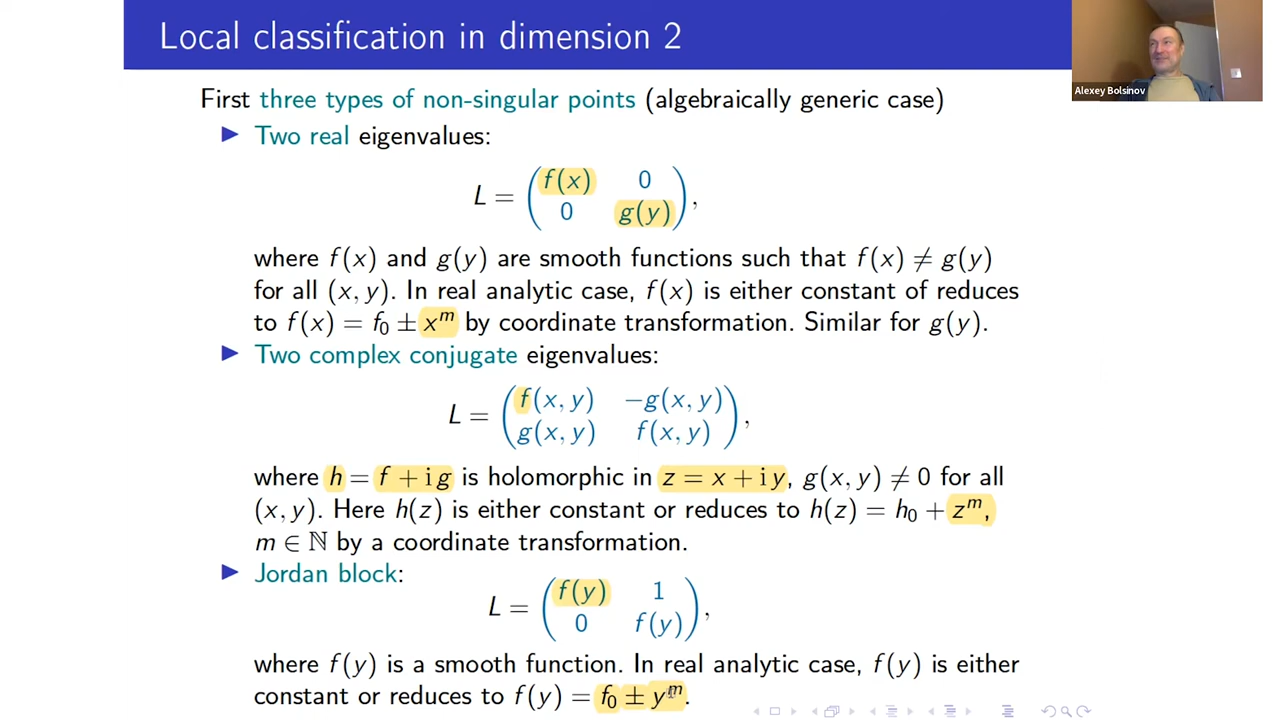 Local classification in dimension 2
Alexey Bolsinov
First three types of non-singular points (algebraically generic case)
▶ Two real eigenvalues:
L = ( f(x) 0
0 g(y) ),
where f(x) and g(y) are smooth functions such that f(x) ≠ g(y)
for all (x, y). In real analytic case, f(x) is either constant of reduces
to f(x) = f₀ ± xᵐ by coordinate transformation. Similar for g(y).
▶ Two complex conjugate eigenvalues:
L = ( f(x, y) −g(x, y)
g(x, y) f(x, y) ),
where h = f + i g is holomorphic in z = x + i y, g(x, y) ≠ 0 for all
(x, y). Here h(z) is either constant or reduces to h(z) = h₀ + zᵐ,
m ∈ ℕ by a coordinate transformation.
▶ Jordan block:
L = ( f(y) 1
0 f(y) ),
where f(y) is a smooth function. In real analytic case, f(y) is either
constant or reduces to f(y) = f₀ ± yᵐ.